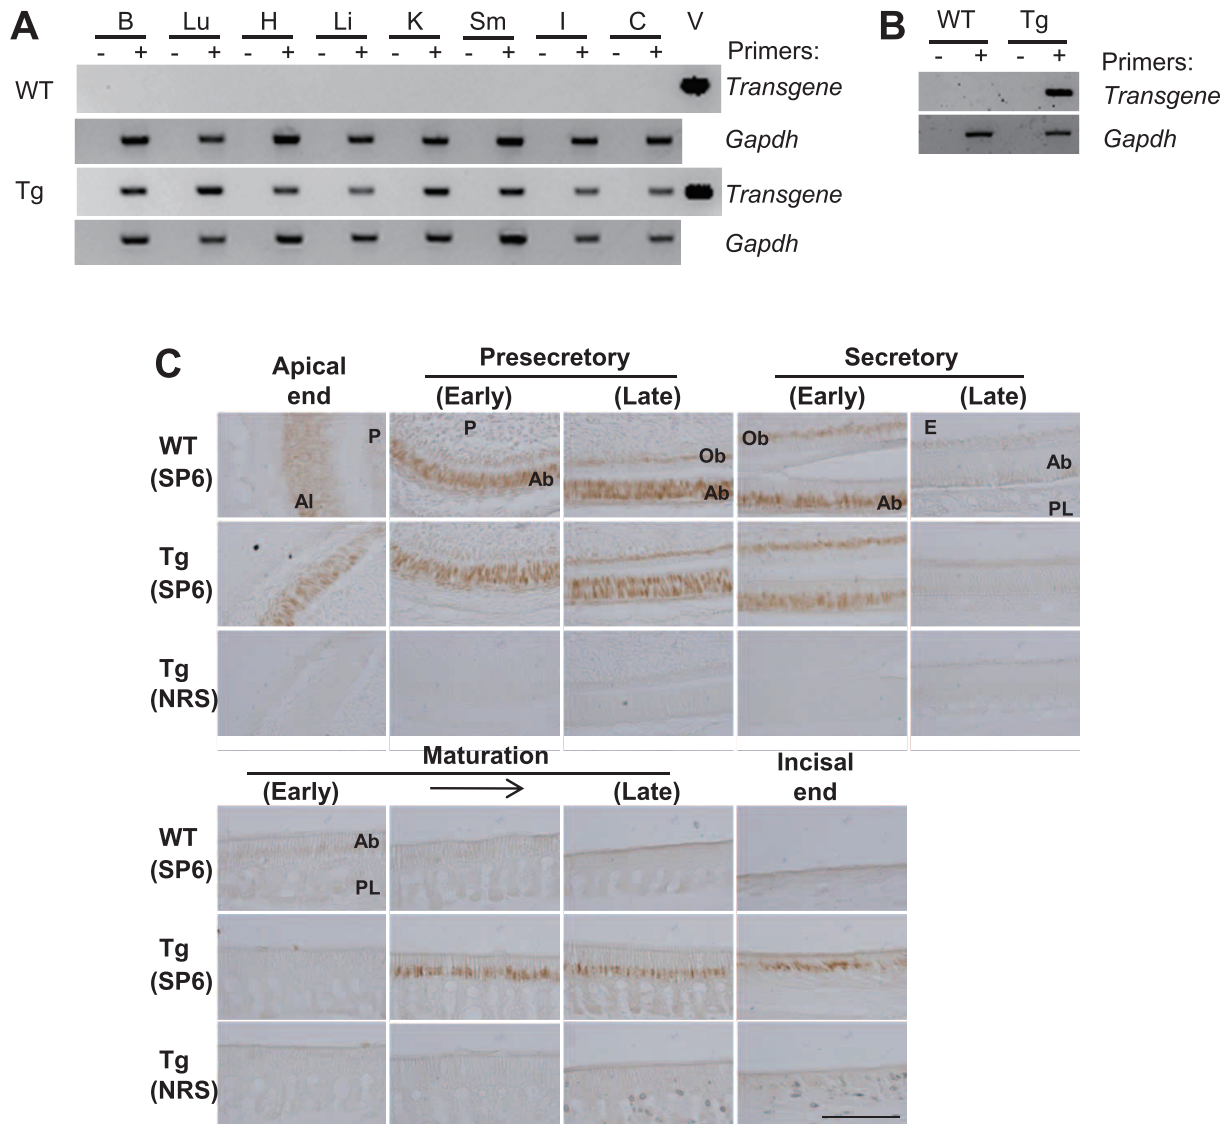 A
B Lu H Li K Sm I C V
- + - + - + - + - + - + - + - + Primers:
WT Transgene
Gapdh
Tg Transgene
Gapdh
B
WT Tg
- + - + Primers:
Transgene
Gapdh
C
Apical end Presecretory Secretory
(Early) (Late) (Early) (Late)
WT (SP6)
P Al
P Ab
Ob Ab
Ob Ab
E Ab PL
Tg (SP6)
Tg (NRS)
Maturation Incisal end
(Early) (Late)
WT (SP6)
Ab PL
Tg (SP6)
Tg (NRS)